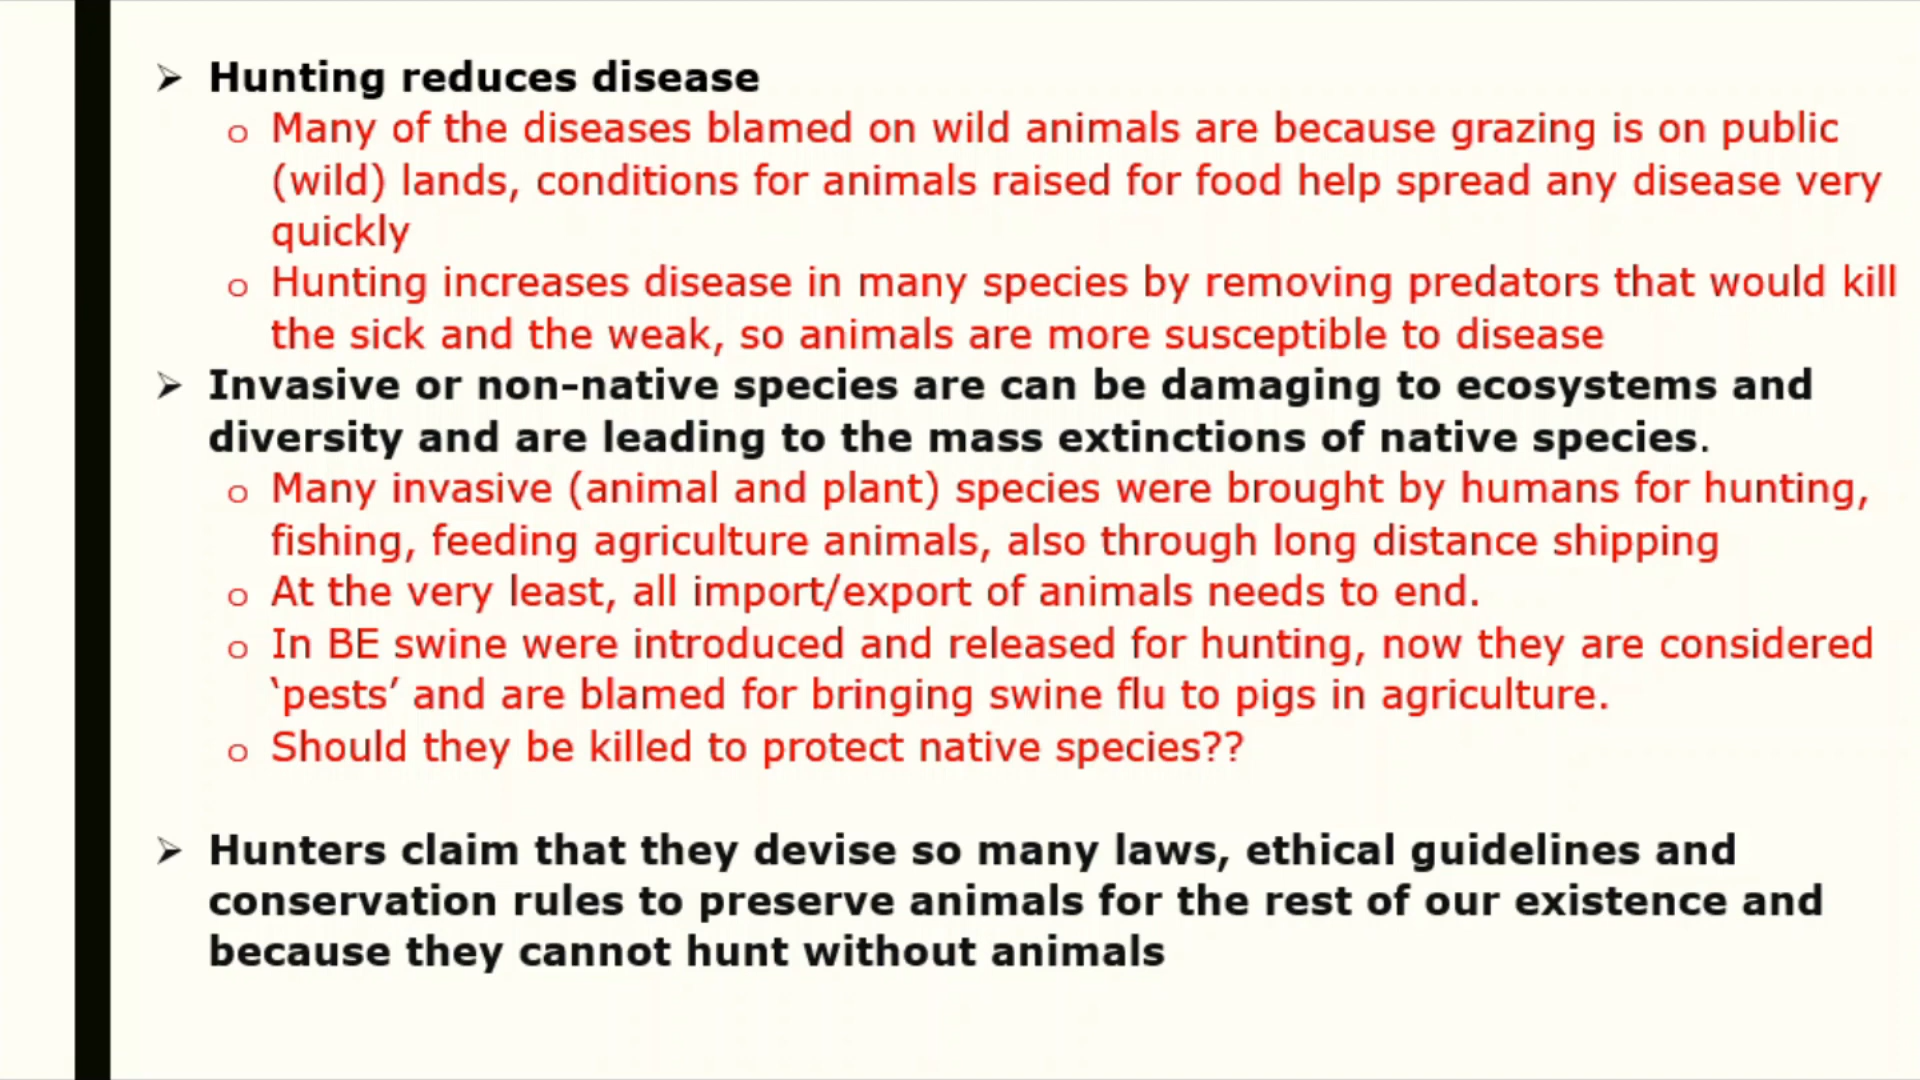 ➢ Hunting reduces disease
o Many of the diseases blamed on wild animals are because grazing is on public
(wild) lands, conditions for animals raised for food help spread any disease very
quickly
o Hunting increases disease in many species by removing predators that would kill
the sick and the weak, so animals are more susceptible to disease
➢ Invasive or non-native species are can be damaging to ecosystems and
diversity and are leading to the mass extinctions of native species.
o Many invasive (animal and plant) species were brought by humans for hunting,
fishing, feeding agriculture animals, also through long distance shipping
o At the very least, all import/export of animals needs to end.
o In BE swine were introduced and released for hunting, now they are considered
‘pests’ and are blamed for bringing swine flu to pigs in agriculture.
o Should they be killed to protect native species??
➢ Hunters claim that they devise so many laws, ethical guidelines and
conservation rules to preserve animals for the rest of our existence and
because they cannot hunt without animals